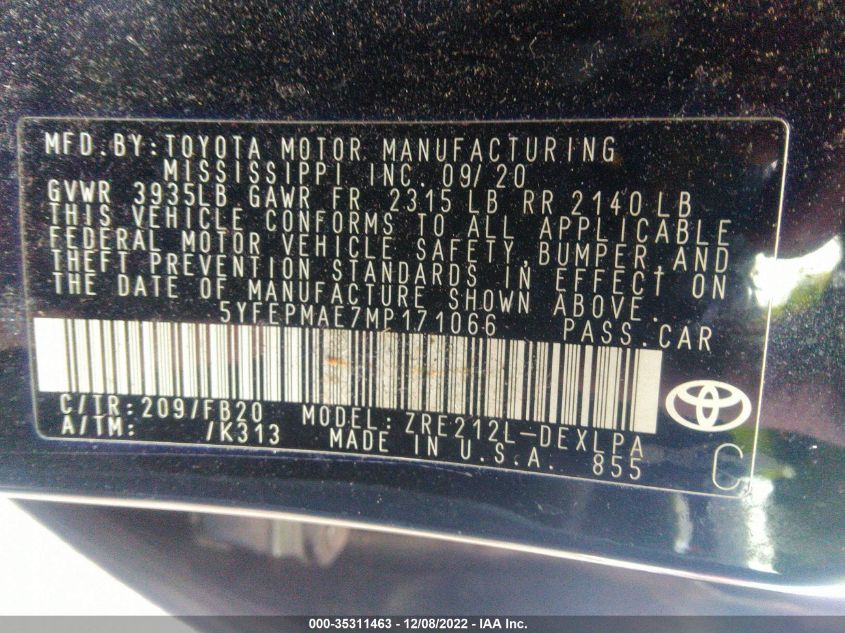 MFD.BY:TOYOTA MOTOR MANUFACTURING
MISSISSIPPI INC. 09/20
GVWR 3935LB GAWR FR 2315 LB RR 2140 LB
THIS VEHICLE CONFORMS TO ALL APPLICABLE
FEDERAL MOTOR VEHICLE SAFETY,BUMPER,AND
THEFT PREVENTION STANDARDS IN EFFECT ON
THE DATE OF MANUFACTURE SHOWN ABOVE.
5YFEPMAE7MP171066 PASS.CAR
C/TR:209/FB20 MODEL:ZRE212L-DEXLPA
A/TM: /K313 MADE IN U.S.A. 855 C
000-35311463 - 12/08/2022 - IAA Inc.